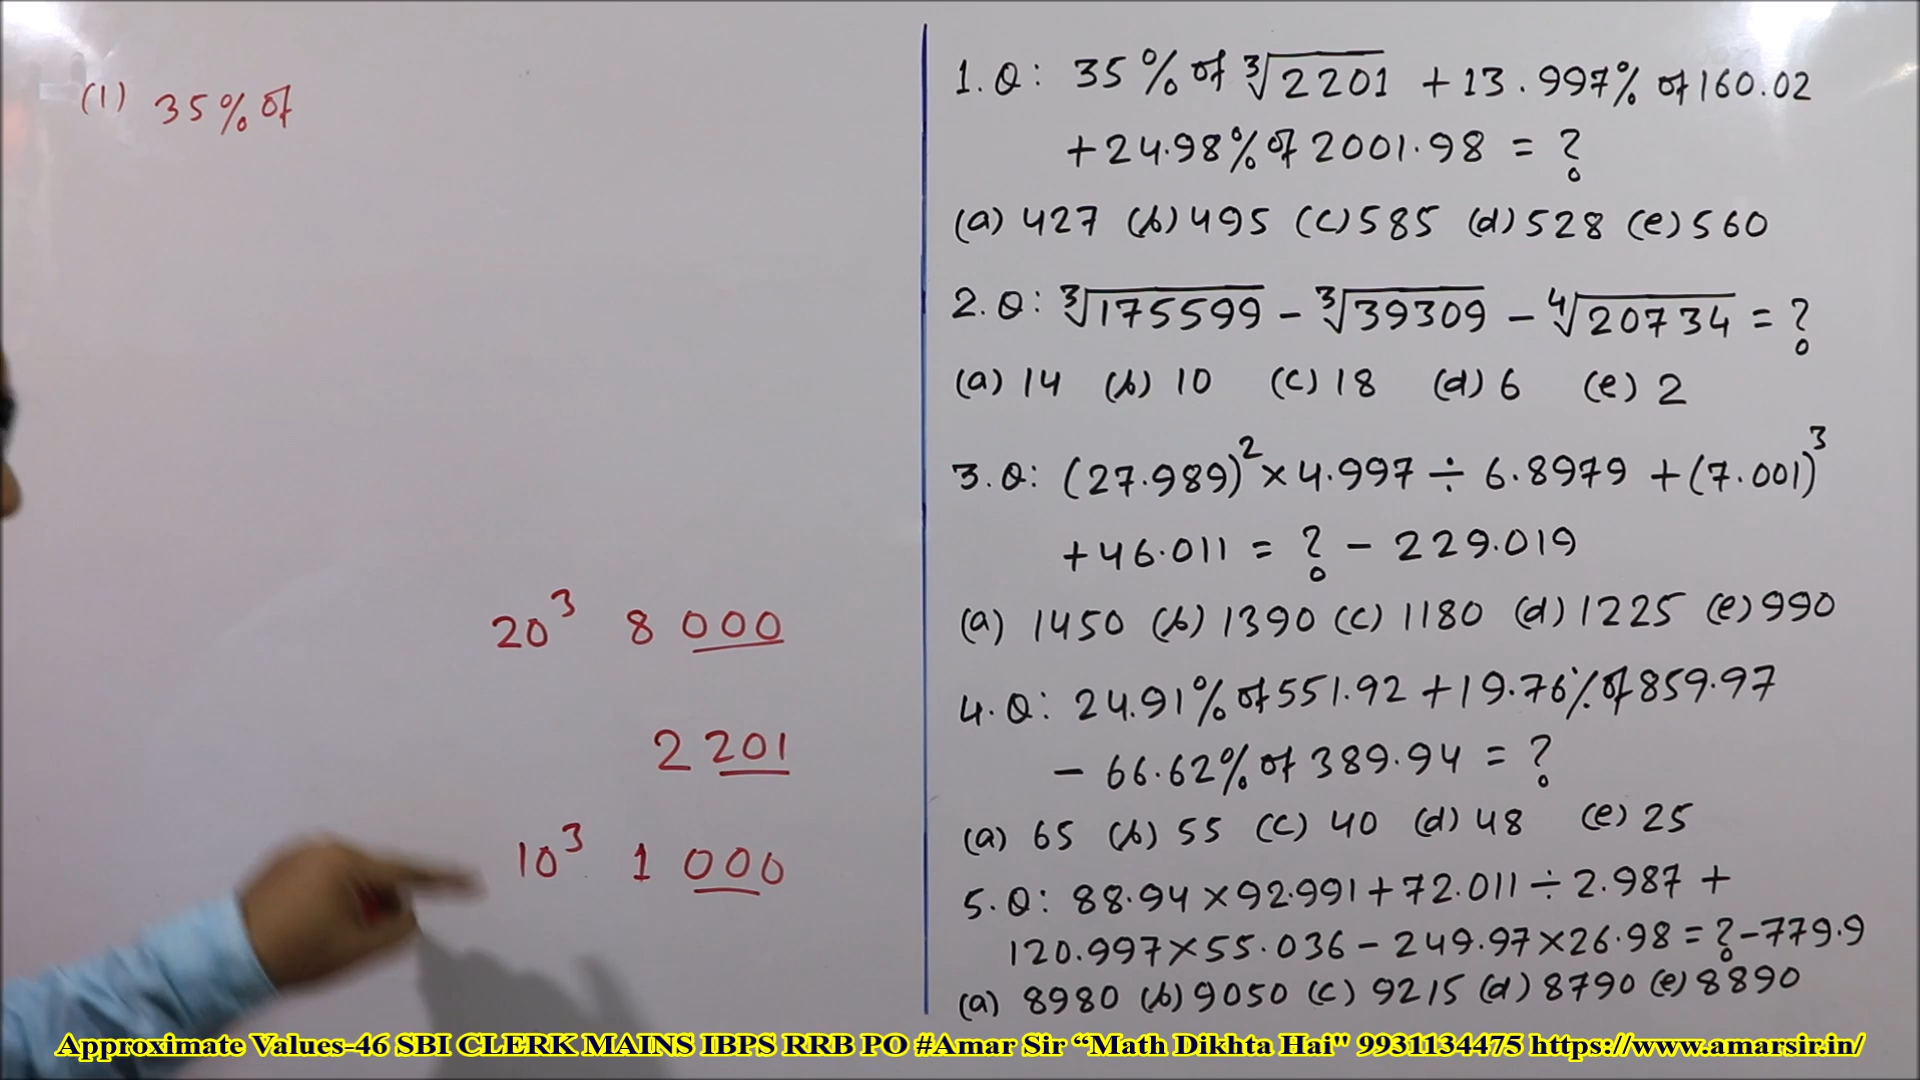 (1) 35% of
20³ 8 000
2 201
10³ 1 000
1. Q: 35% of ∛2201 + 13.997% of 160.02
+ 24.98% of 2001.98 = ?
(a) 427 (b) 495 (c) 585 (d) 528 (e) 560
2. Q: ∛175599 - ∛39309 - ∜20734 = ?
(a) 14 (b) 10 (c) 18 (d) 6 (e) 2
3. Q: (27.989)² × 4.997 ÷ 6.8979 + (7.001)³
+ 46.011 = ? - 229.019
(a) 1450 (b) 1390 (c) 1180 (d) 1225 (e) 990
4. Q: 24.91% of 551.92 + 19.76% of 859.97
- 66.62% of 389.94 = ?
(a) 65 (b) 55 (c) 40 (d) 48 (e) 25
5. Q: 88.94 × 92.991 + 72.011 ÷ 2.987 +
120.997 × 55.036 - 249.97 × 26.98 = ? - 779.9
(a) 8980 (b) 9050 (c) 9215 (d) 8790 (e) 8890
Approximate Values-46 SBI CLERK MAINS IBPS RRB PO #Amar Sir “Math Dikhta Hai" 9931134475 https://www.amarsir.in/